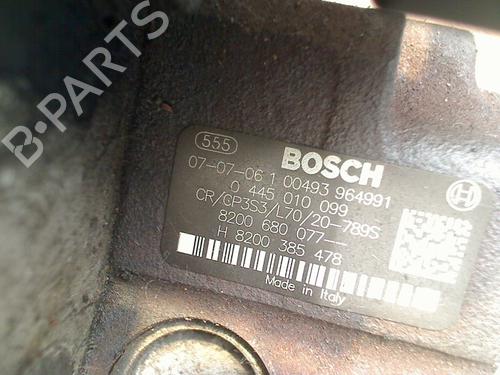 B-PARTS
555
BOSCH
07-07-06 1 00493 964991
0 445 010 099
CR/CP3S3/L70/20-789S
8200 680 077--
H 8200 385 478
Made in Italy